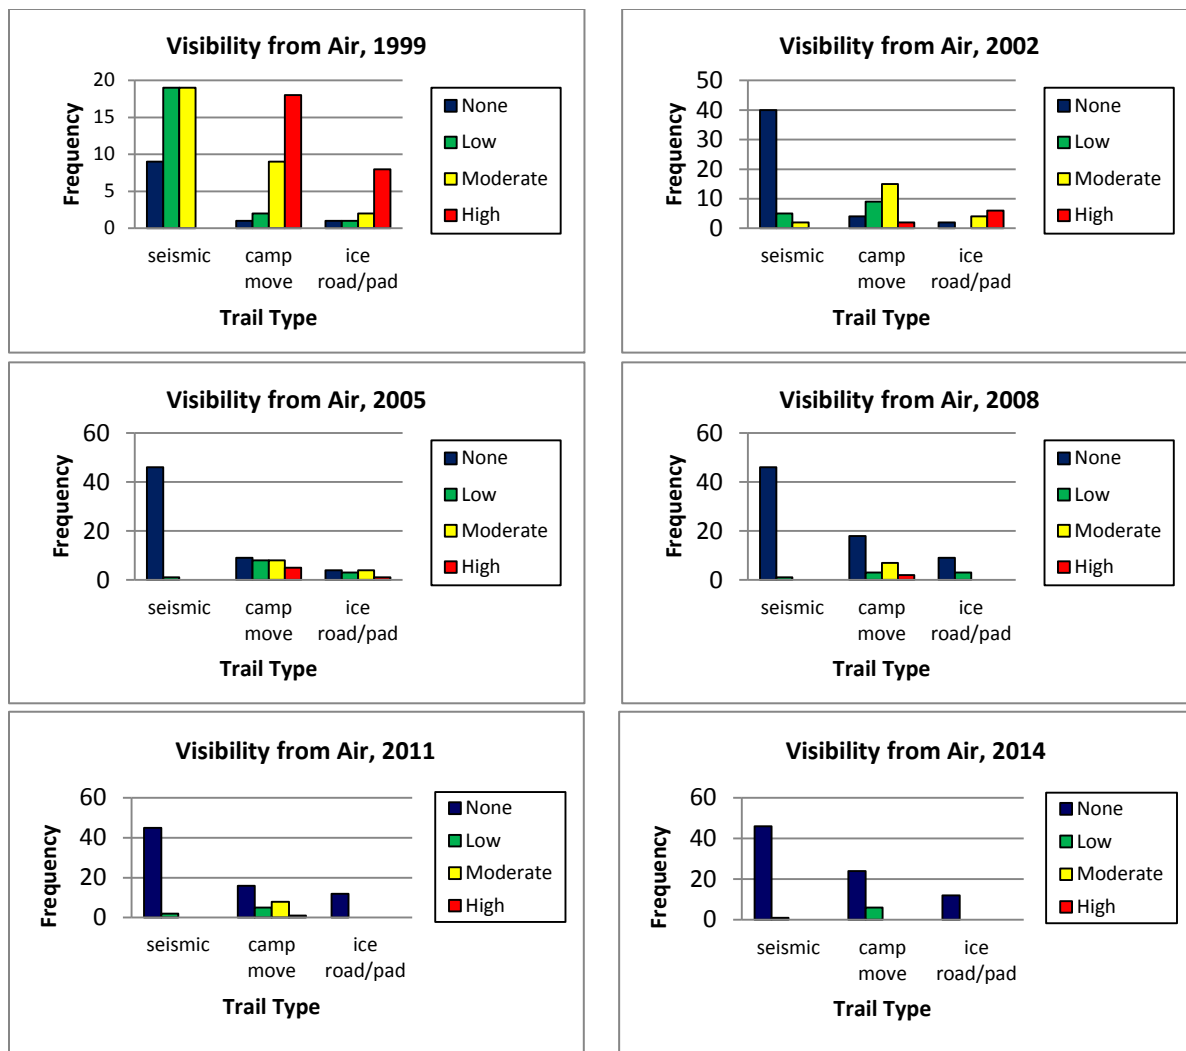 Visibility from Air, 1999
20
15
10
5
0
Frequency
seismic
camp
move
ice
road/pad
Trail Type
None
Low
Moderate
High
Visibility from Air, 2002
50
40
30
20
10
0
Frequency
seismic
camp
move
ice
road/pad
Trail Type
None
Low
Moderate
High
Visibility from Air, 2005
60
40
20
0
Frequency
seismic
camp
move
ice
road/pad
Trail Type
None
Low
Moderate
High
Visibility from Air, 2008
60
40
20
0
Frequency
seismic
camp
move
ice
road/pad
Trail Type
None
Low
Moderate
High
Visibility from Air, 2011
60
40
20
0
Frequency
seismic
camp
move
ice
road/pad
Trail Type
None
Low
Moderate
High
Visibility from Air, 2014
60
40
20
0
Frequency
seismic
camp
move
ice
road/pad
Trail Type
None
Low
Moderate
High